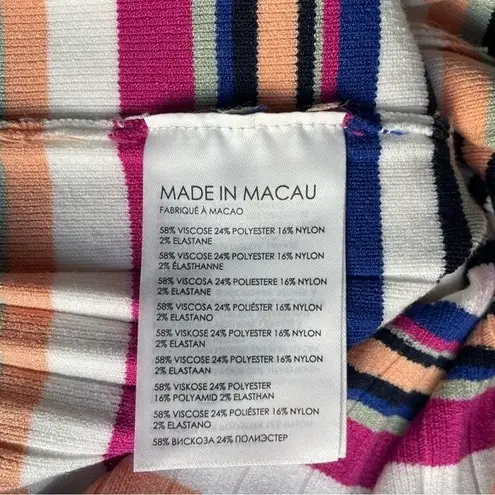 MADE IN MACAU
FABRIQUÉ À MACAO
58% VISCOSE 24% POLYESTER 16% NYLON
2% ELASTANE
58% VISCOSE 24% POLYESTER 16% NYLON
2% ÉLASTHANNE
58% VISCOSA 24% POLIESTERE 16% NYLON
2% ELASTANE
58% VISCOSA 24% POLIÉSTER 16% NYLON
2% ELASTANO
58% VISKOSE 24% POLYESTER 16% NYLON
2% ELASTAN
58% VISCOSE 24% POLYESTER 16% NYLON
2% ELASTAAN
58% VISKOSE 24% POLYESTER
16% POLYAMID 2% ELASTHAN
58% VISCOSE 24% POLIÉSTER 16% NYLON
2% ELASTANO
58% ВИСКОЗА 24% ПОЛИЭСТЕР